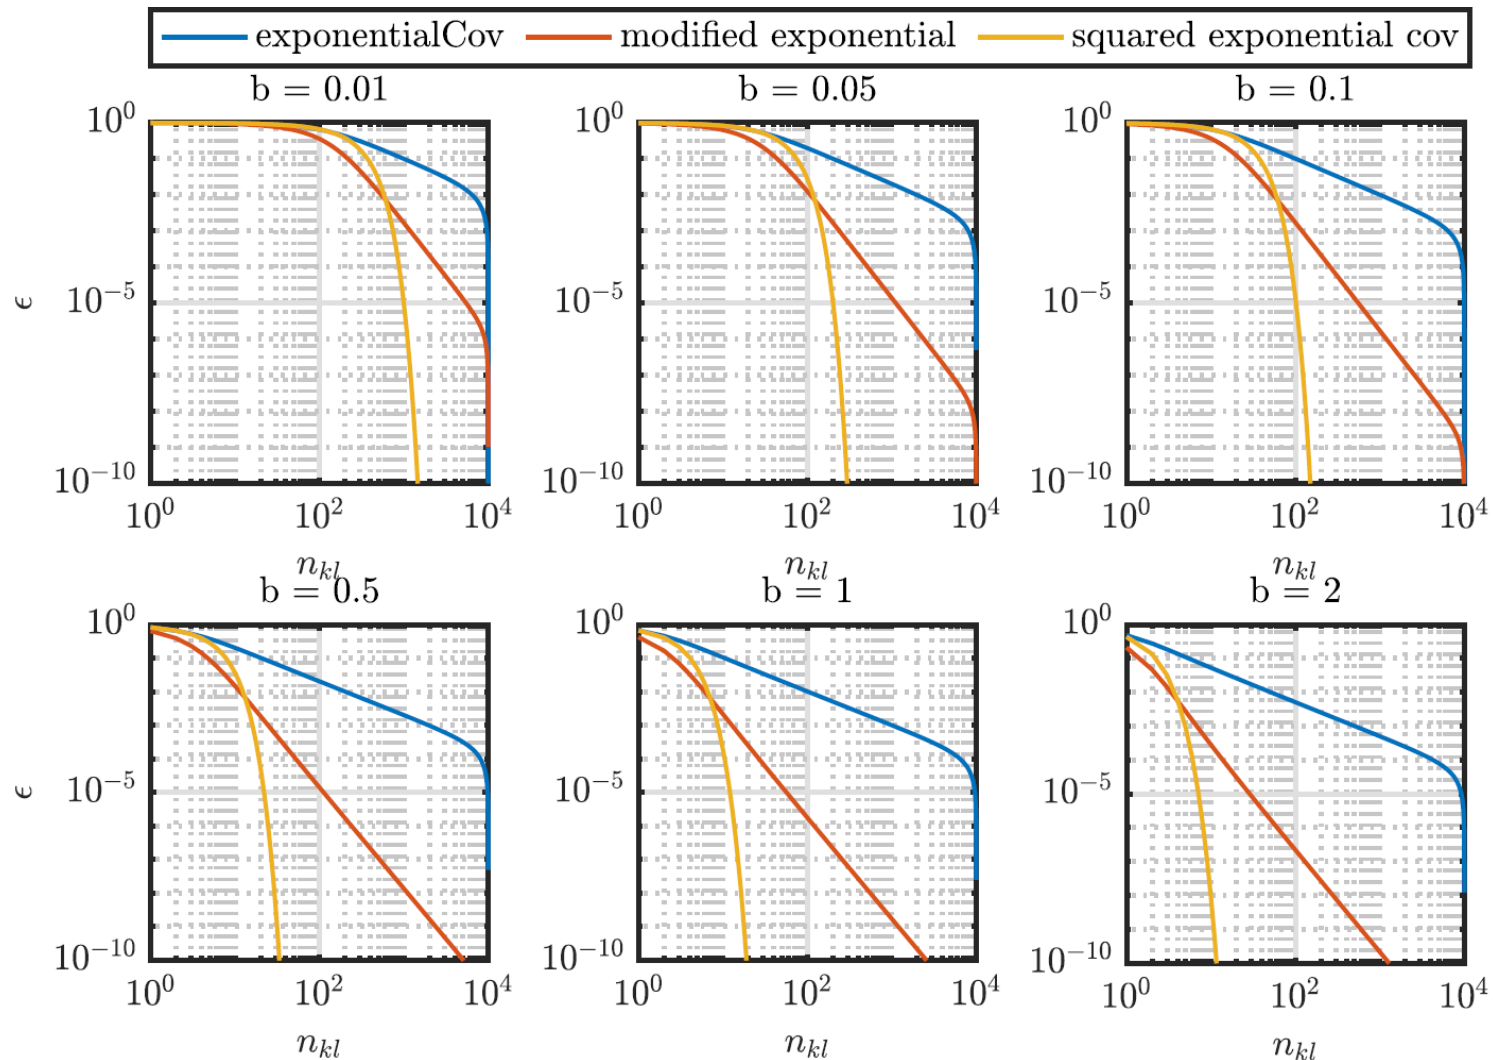 exponentialCov modified exponential squared exponential cov
b = 0.01 b = 0.05 b = 0.1
10^0 10^0 10^0
ϵ 10^-5 10^-5 10^-5
10^-10 10^-10 10^-10
10^0 10^2 10^4 10^0 10^2 10^4 10^0 10^2 10^4
n_kl n_kl n_kl
b = 0.5 b = 1 b = 2
10^0 10^0 10^0
ϵ 10^-5 10^-5 10^-5
10^-10 10^-10 10^-10
10^0 10^2 10^4 10^0 10^2 10^4 10^0 10^2 10^4
n_kl n_kl n_kl